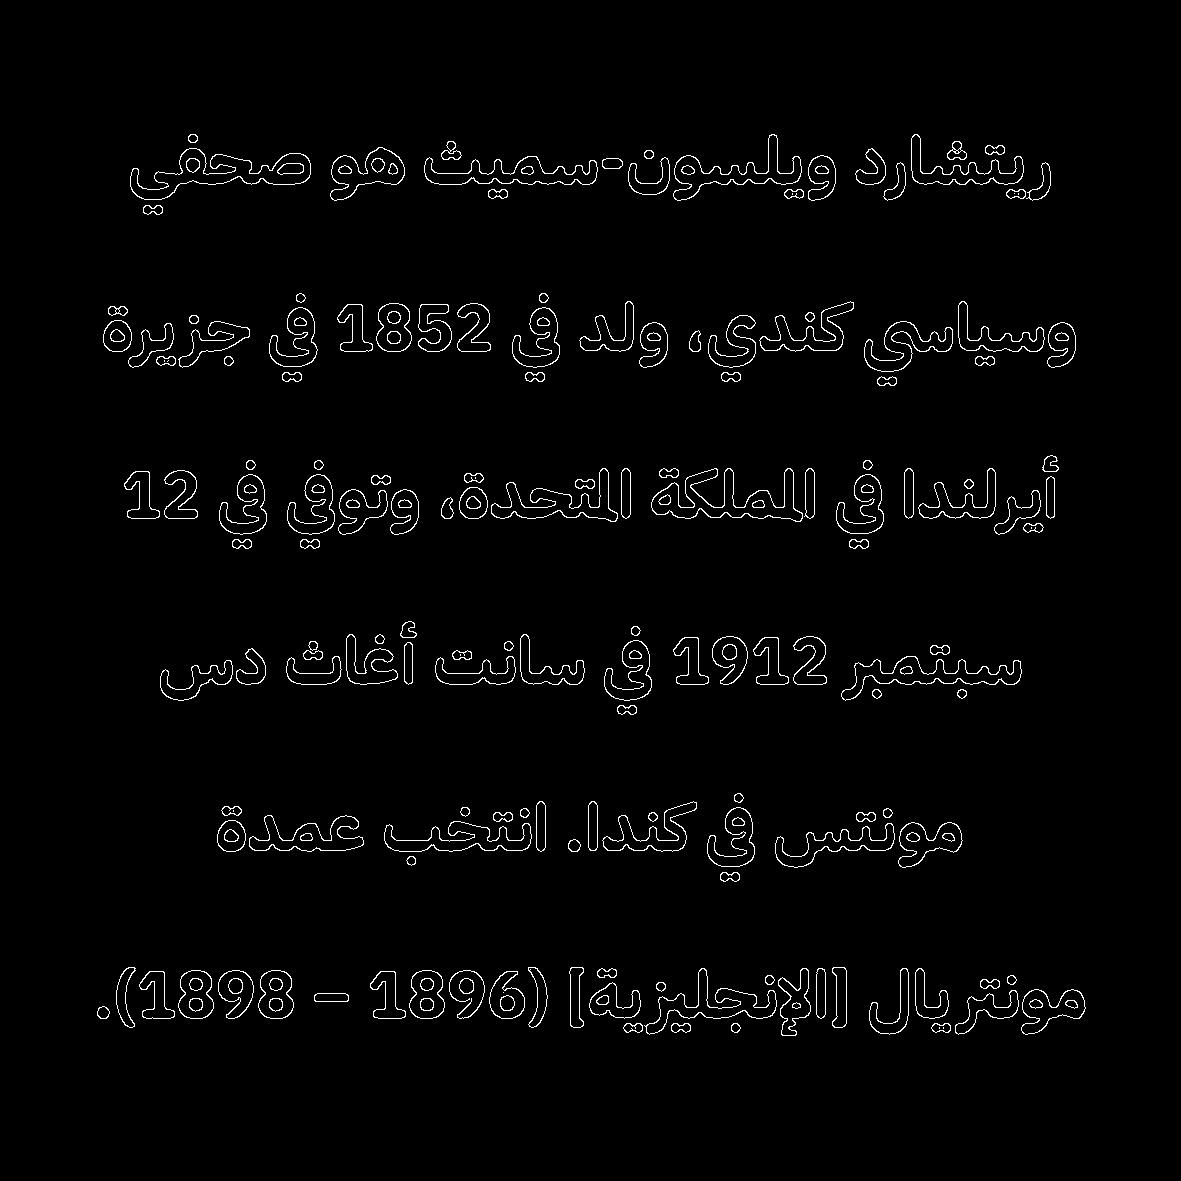 ريتشارد ويلسون-سميث هو صحفي
وسياسي كندي، ولد في 1852 في جزيرة
أيرلندا في المملكة المتحدة، وتوفي في 12
سبتمبر 1912 في سانت أغاث دس
مونتس في كندا. انتخب عمدة
مونتريال [الإنجليزية] (1896 – 1898).